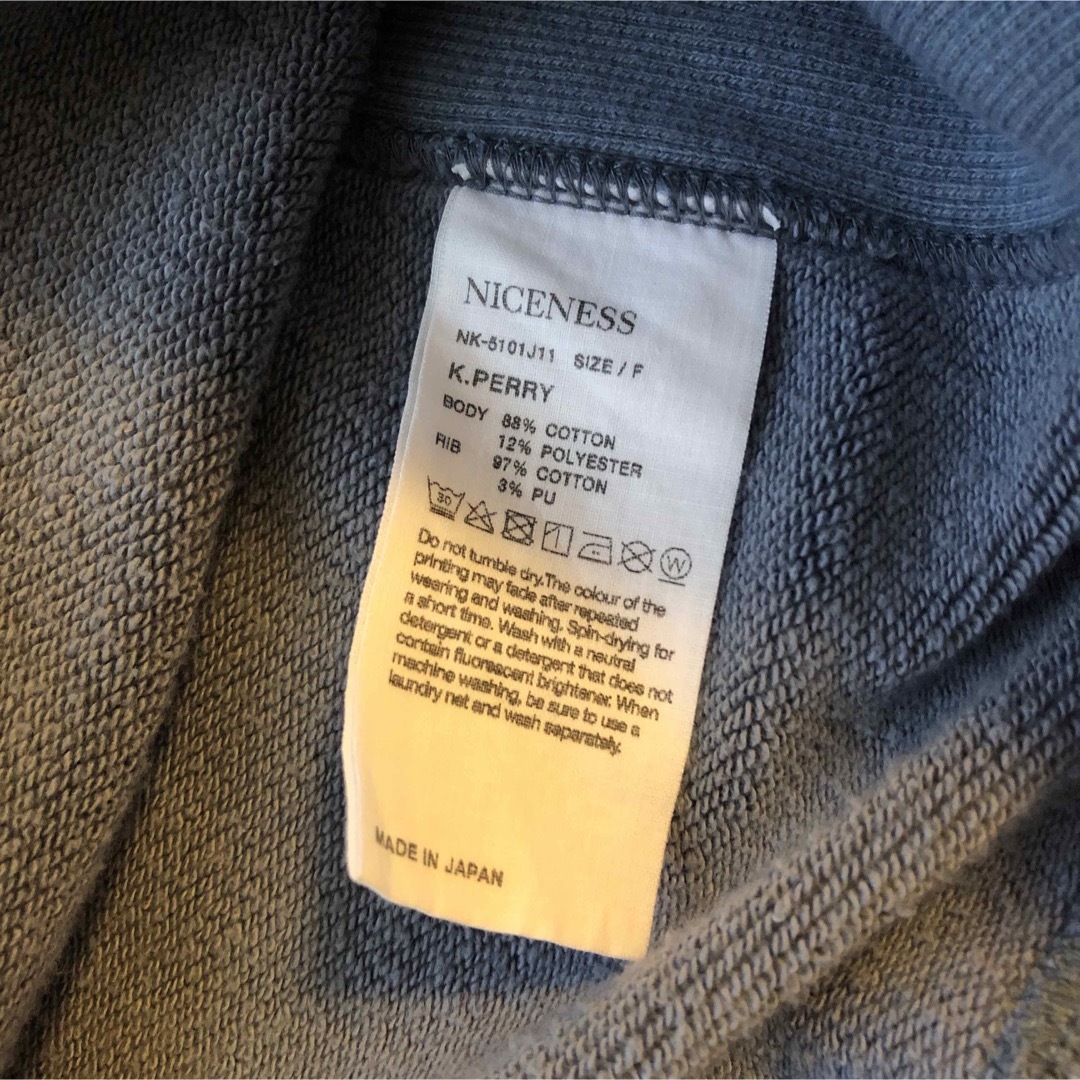 NICENESS
NK-5101J11 SIZE / F
K.PERRY
BODY 88% COTTON
12% POLYESTER
RIB 97% COTTON
3% PU
30 W
Do not tumble dry.The colour of the
printing may fade after repeated
wearing and washing. Spin-drying for
a short time. Wash with a neutral
detergent or a detergent that does not
contain fluorescent brightener. When
machine washing, be sure to use a
laundry net and wash separately.
MADE IN JAPAN